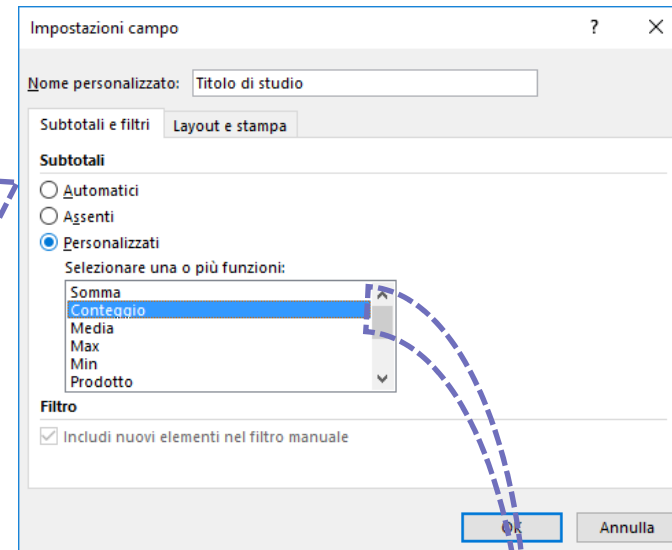 Impostazioni campo ?
Nome personalizzato: Titolo di studio
Subtotali e filtri Layout e stampa
Subtotali
Automatici
Assenti
Personalizzati
Selezionare una o più funzioni:
Somma
Conteggio
Media
Max
Min
Prodotto
Filtro
Includi nuovi elementi nel filtro manuale
OK Annulla